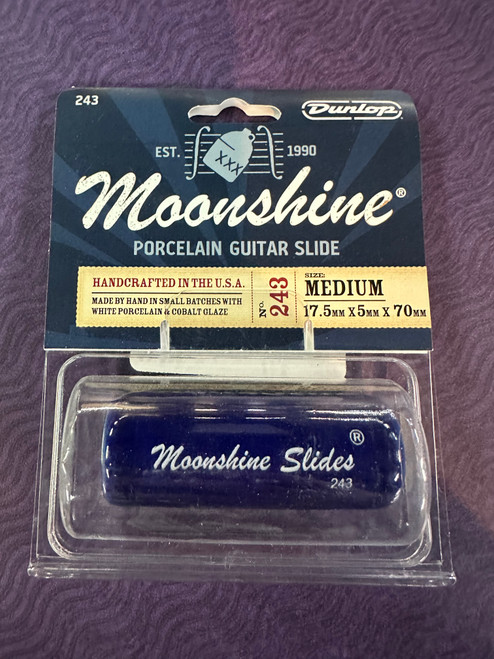 243
Dunlop
XXX
EST. 1990
Moonshine®
PORCELAIN GUITAR SLIDE
HANDCRAFTED IN THE U.S.A.
MADE BY HAND IN SMALL BATCHES WITH
WHITE PORCELAIN & COBALT GLAZE
No. 243
SIZE:
MEDIUM
17.5MM X 5MM X 70MM
Moonshine Slides®
243